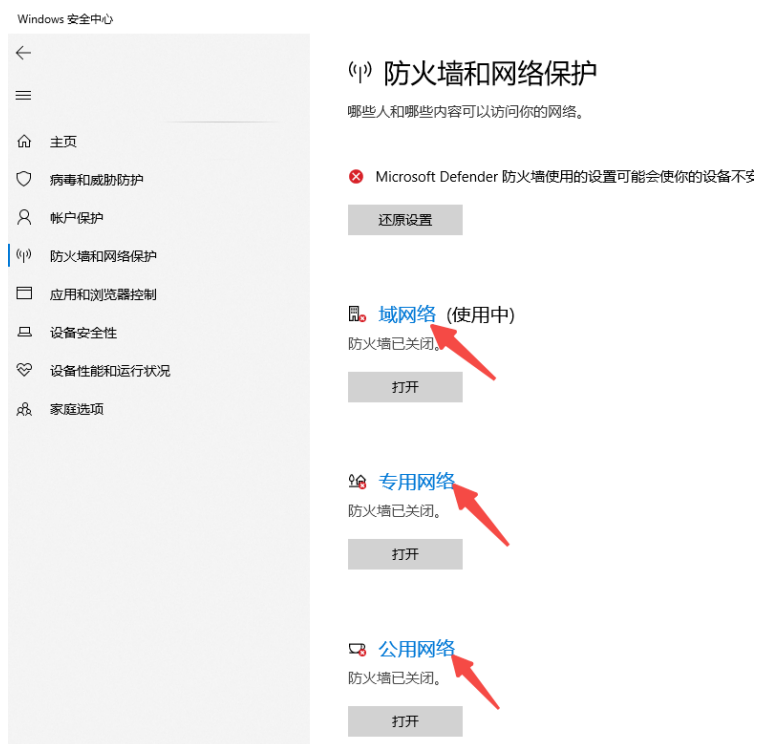 Windows 安全中心
主页
病毒和威胁防护
帐户保护
防火墙和网络保护
应用和浏览器控制
设备安全性
设备性能和运行状况
家庭选项
防火墙和网络保护
哪些人和哪些内容可以访问你的网络。
Microsoft Defender 防火墙使用的设置可能会使你的设备不安
还原设置
域网络 (使用中)
防火墙已关闭。
打开
专用网络
防火墙已关闭。
打开
公用网络
防火墙已关闭。
打开